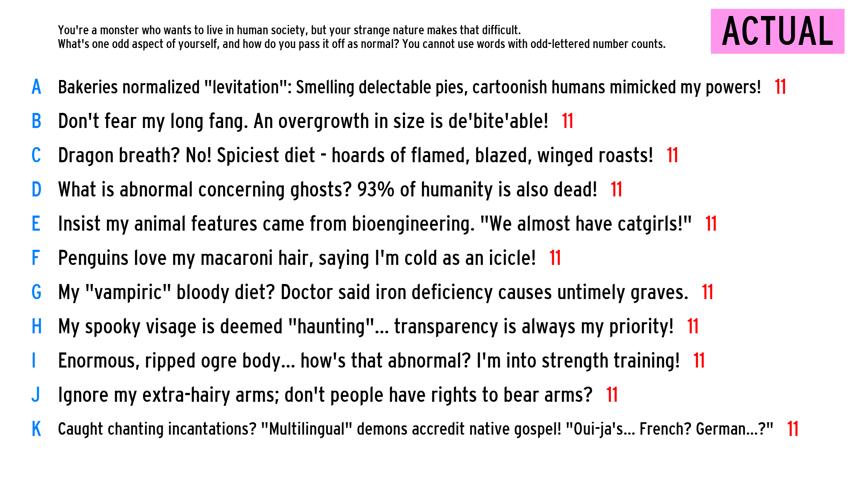 You're a monster who wants to live in human society, but your strange nature makes that difficult.
What's one odd aspect of yourself, and how do you pass it off as normal? You cannot use words with odd-lettered number counts.
ACTUAL
A Bakeries normalized "levitation": Smelling delectable pies, cartoonish humans mimicked my powers! 11
B Don't fear my long fang. An overgrowth in size is de'bite'able! 11
C Dragon breath? No! Spiciest diet - hoards of flamed, blazed, winged roasts! 11
D What is abnormal concerning ghosts? 93% of humanity is also dead! 11
E Insist my animal features came from bioengineering. "We almost have catgirls!" 11
F Penguins love my macaroni hair, saying I'm cold as an icicle! 11
G My "vampiric" bloody diet? Doctor said iron deficiency causes untimely graves. 11
H My spooky visage is deemed "haunting"... transparency is always my priority! 11
I Enormous, ripped ogre body... how's that abnormal? I'm into strength training! 11
J Ignore my extra-hairy arms; don't people have rights to bear arms? 11
K Caught chanting incantations? "Multilingual" demons accredit native gospel! "Oui-ja's... French? German...?" 11